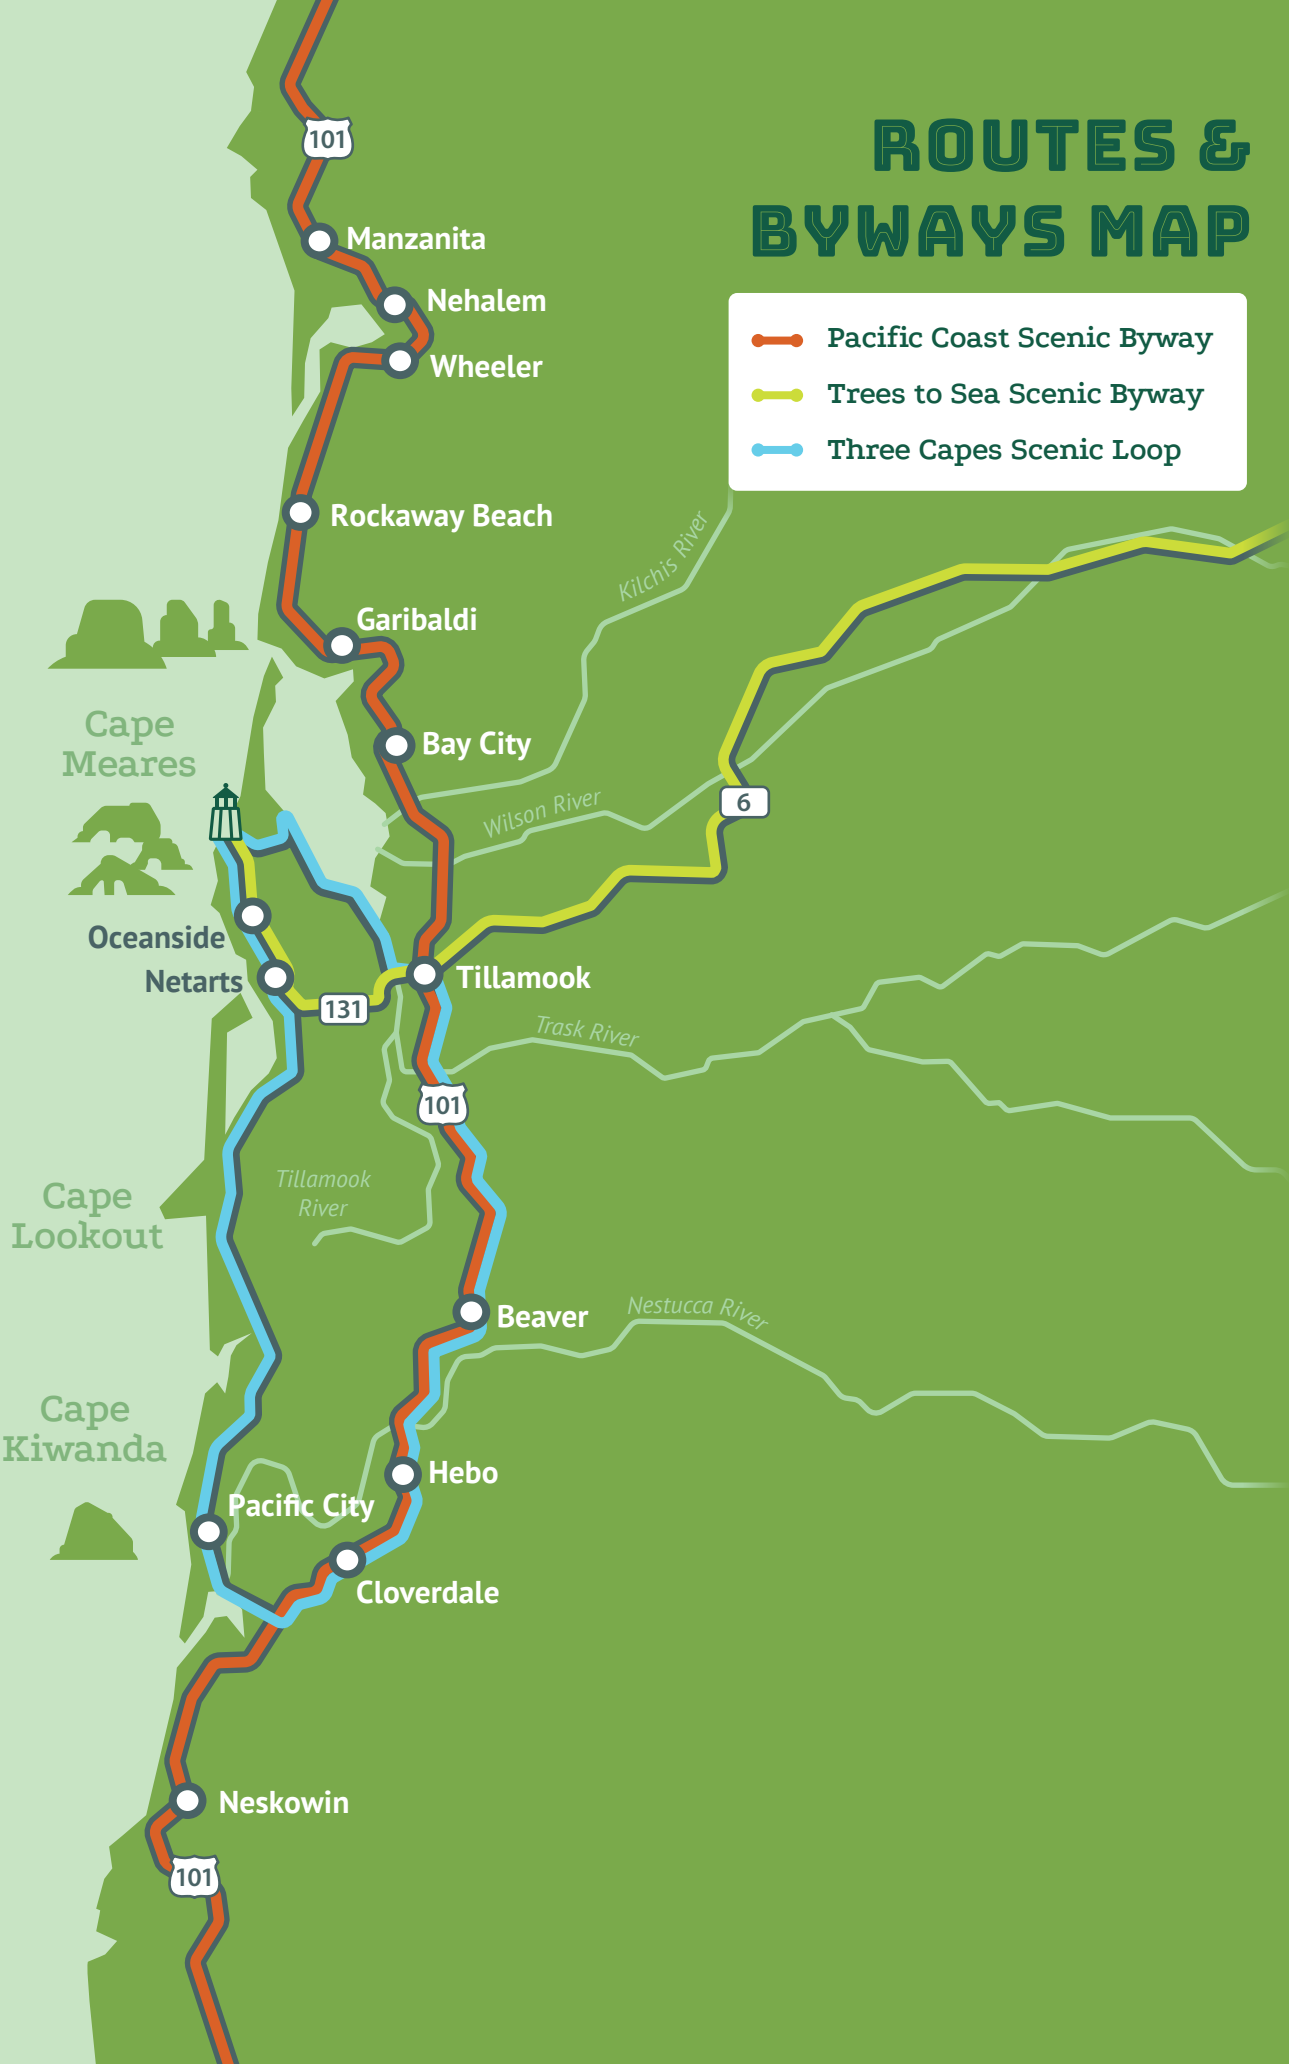 ROUTES &
BYWAYS MAP
Pacific Coast Scenic Byway
Trees to Sea Scenic Byway
Three Capes Scenic Loop
101
Manzanita
Nehalem
Wheeler
Rockaway Beach
Kilchis River
Garibaldi
Cape
Meares
Bay City
Wilson River
6
Oceanside
Netarts
131
Tillamook
Trask River
101
Tillamook
River
Cape
Lookout
Beaver
Nestucca River
Cape
Kiwanda
Hebo
Pacific City
Cloverdale
Neskowin
101